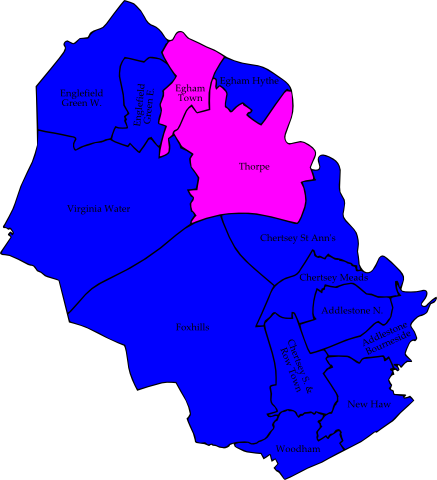 Egham Hythe
Egham
Town
Englefield
Green W.
Englefield
Green E.
Thorpe
Virginia Water
Chertsey St Ann's
Chertsey Meads
Addlestone N.
Foxhills
Addlestone
Bourneside
Chertsey S. &
Row Town
New Haw
Woodham